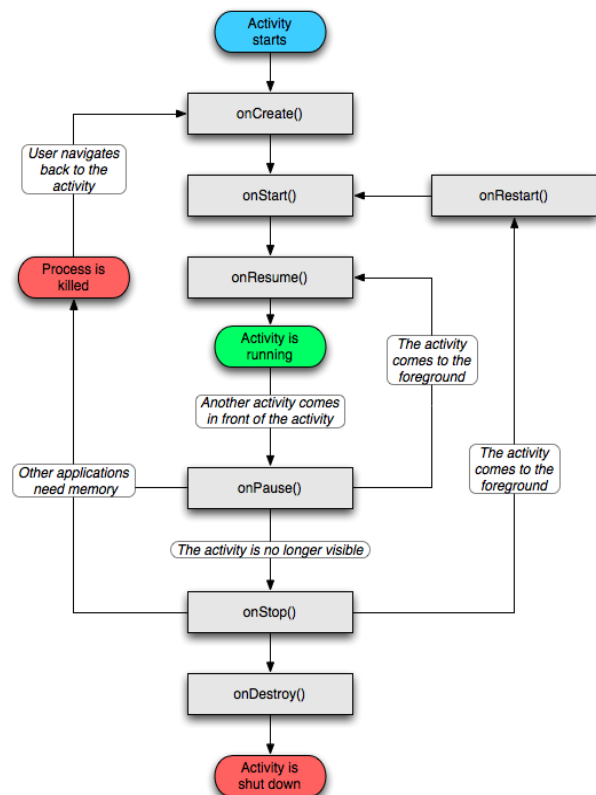 Activity
starts
onCreate()
User navigates
back to the
activity
onStart()
onRestart()
Process is
killed
onResume()
Activity is
running
The activity
comes to the
foreground
Another activity comes
in front of the activity
The activity
comes to the
foreground
Other applications
need memory
onPause()
The activity is no longer visible
onStop()
onDestroy()
Activity is
shut down